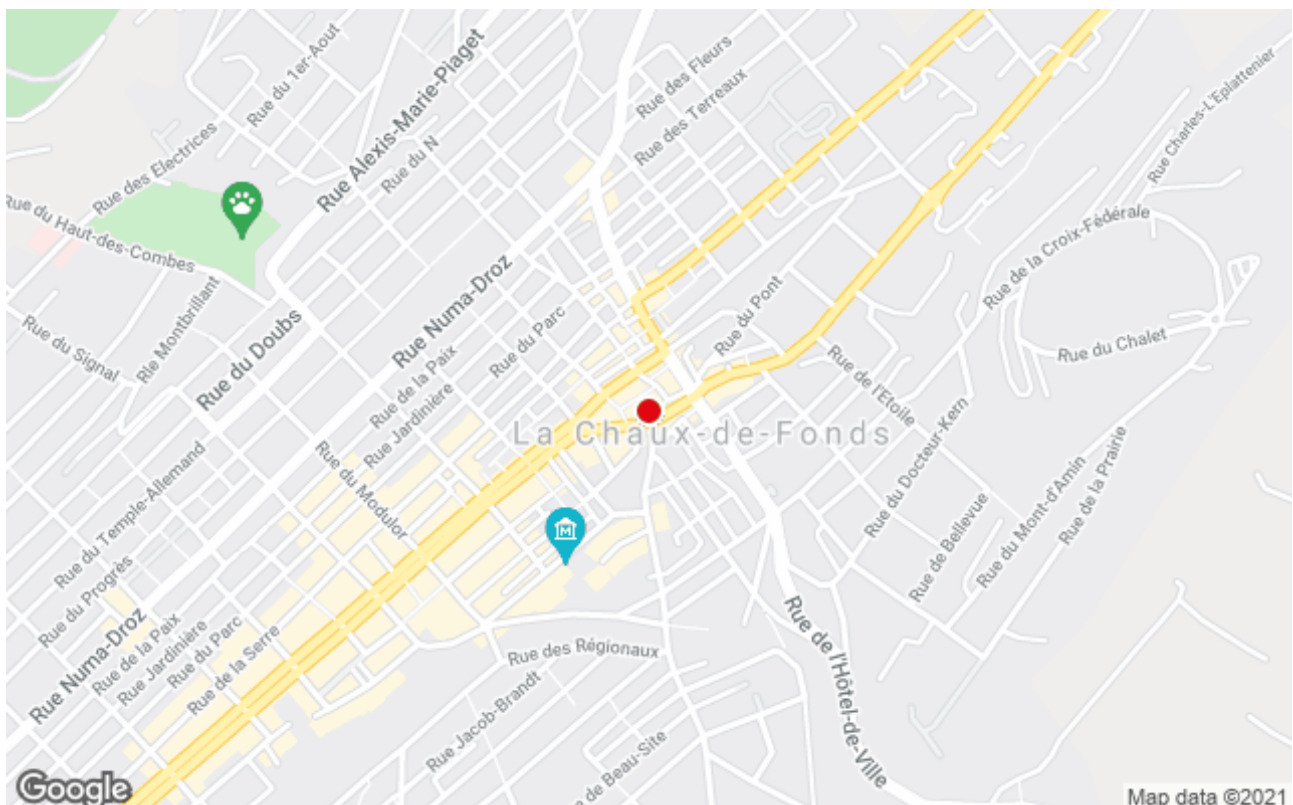 Rue du 1er-Aout
Rue Alexis-Marie-Piaget
Rue des Fleurs
Rue des Terreaux
Rue Charles-L'Eplattenier
Rue des Electrices
Rue du N
Rue du Haut-des-Combes
Rue de la Croix-Fédérale
Rue Numa-Droz
Rue du Pont
Rle Montbrillant
Rue du Parc
Rue du Signal
Rue du Doubs
Rue de la Paix
Rue du Chalet
Rue de l'Etoile
Rue Jardinière
La Chaux-de-Fonds
Rue du Docteur-Kern
Rue du Temple-Allemand
Rue du Modulor
Rue du Mont-d'Amin
Rue de la Prairie
Rue de Bellevue
M
Rue du Progrès
Rue Numa-Droz
Rue de la Paix
Rue Jardinière
Rue du Parc
Rue de la Serre
Rue des Régionaux
Rue de l'Hôtel-de-Ville
Rue Jacob-Brandt
e de Beau-Site
Google
Map data ©2021